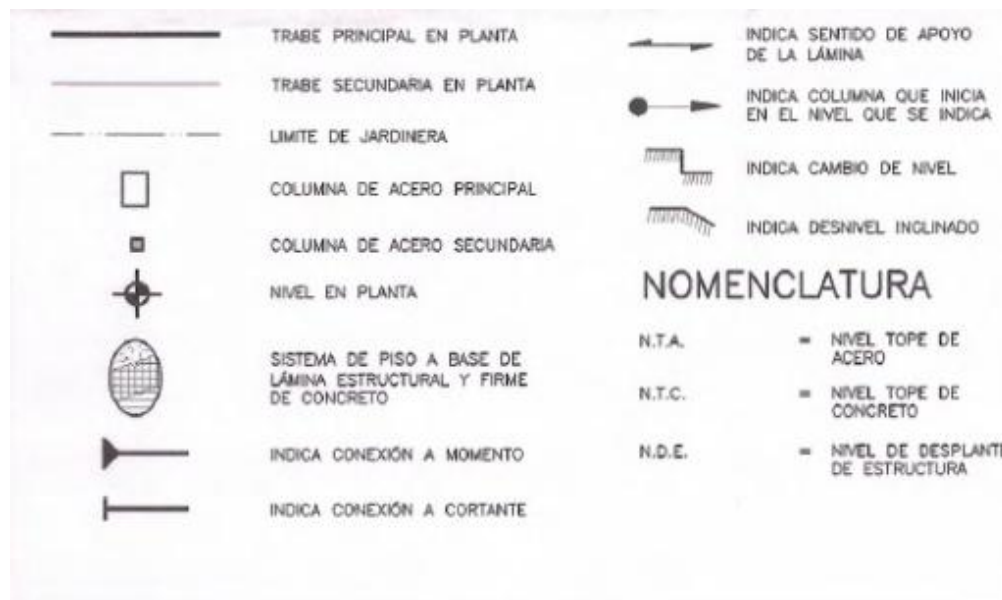 TRABE PRINCIPAL EN PLANTA
TRABE SECUNDARIA EN PLANTA
LIMITE DE JARDINERA
COLUMNA DE ACERO PRINCIPAL
COLUMNA DE ACERO SECUNDARIA
NIVEL EN PLANTA
SISTEMA DE PISO A BASE DE
LÁMINA ESTRUCTURAL Y FIRME
DE CONCRETO
INDICA CONEXIÓN A MOMENTO
INDICA CONEXIÓN A CORTANTE
INDICA SENTIDO DE APOYO
DE LA LÁMINA
INDICA COLUMNA QUE INICIA
EN EL NIVEL QUE SE INDICA
INDICA CAMBIO DE NIVEL
INDICA DESNIVEL INCLINADO
NOMENCLATURA
N.T.A. = NIVEL TOPE DE
ACERO
N.T.C. = NIVEL TOPE DE
CONCRETO
N.D.E. = NIVEL DE DESPLANTE
DE ESTRUCTURA